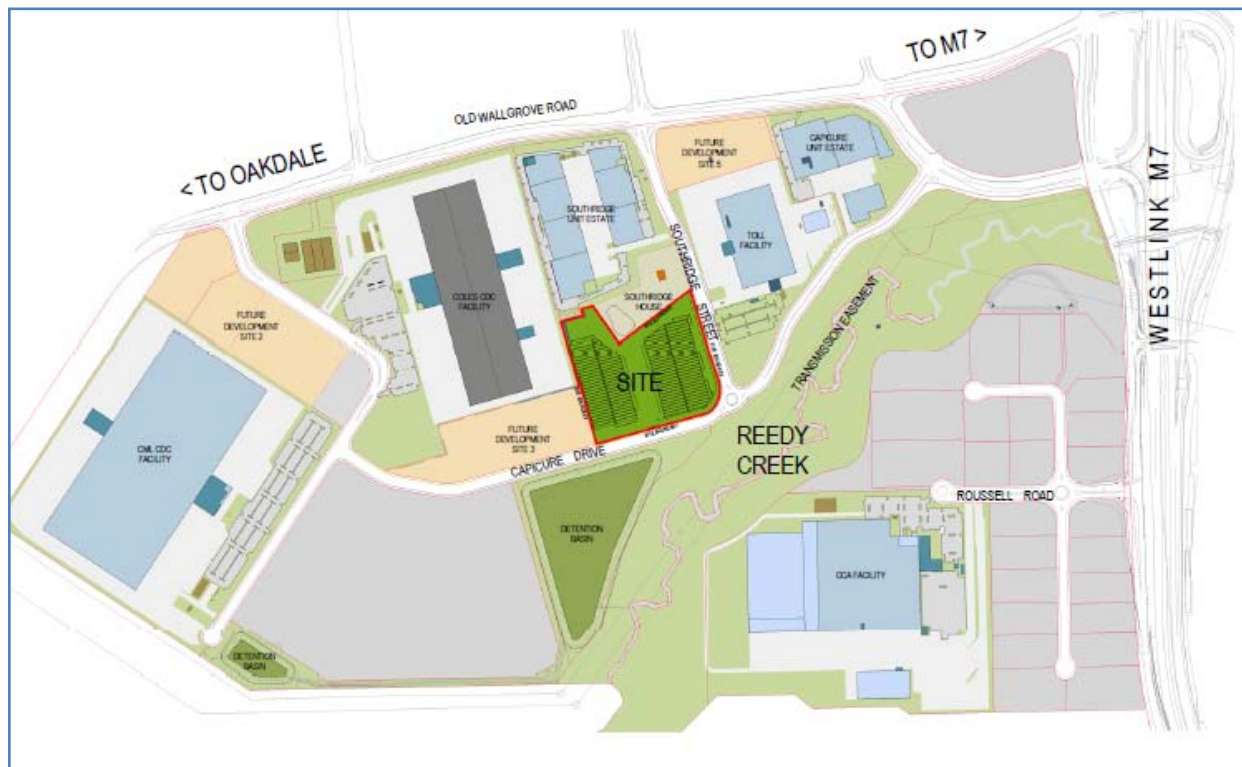 TO M7 >
OLD WALLGROVE ROAD
< TO OAKDALE
WESTLINK M7
FUTURE
DEVELOPMENT
SITE 5
CAPICURE
UNIT ESTATE
SOUTHRIDGE
UNIT ESTATE
TOLL
FACILITY
SOUTHRIDGE STREET
COLES CDC
FACILITY
SOUTHRIDGE
HOUSE
TRANSMISSION EASEMENT
FUTURE
DEVELOPMENT
SITE 2
SITE
FUTURE
DEVELOPMENT
SITE 3
CAPICURE DRIVE
REEDY
CREEK
CML CDC
FACILITY
ROUSSELL ROAD
DETENTION
BASIN
CCA FACILITY
DETENTION
BASIN